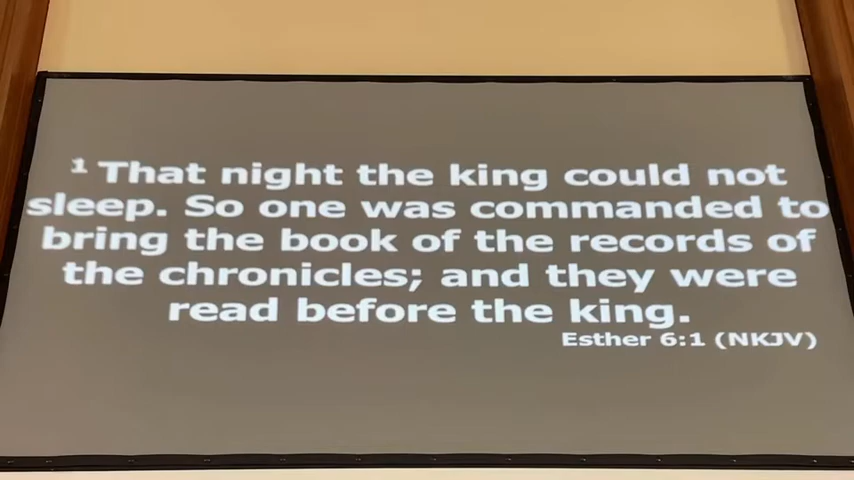 1 That night the king could not
sleep. So one was commanded to
bring the book of the records of
the chronicles; and they were
read before the king.
Esther 6:1 (NKJV)